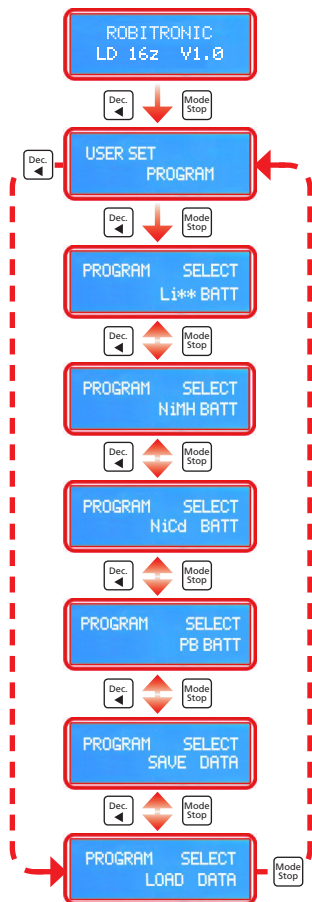 ROBITRONIC
LD 16z V1.0
Dec. Mode
Stop
Dec.
USER SET
PROGRAM
Dec. Mode
Stop
PROGRAM SELECT
Li** BATT
Dec. Mode
Stop
PROGRAM SELECT
NiMH BATT
Dec. Mode
Stop
PROGRAM SELECT
NiCd BATT
Dec. Mode
Stop
PROGRAM SELECT
PB BATT
Dec. Mode
Stop
PROGRAM SELECT
SAVE DATA
Dec. Mode
Stop
PROGRAM SELECT
LOAD DATA
Mode
Stop